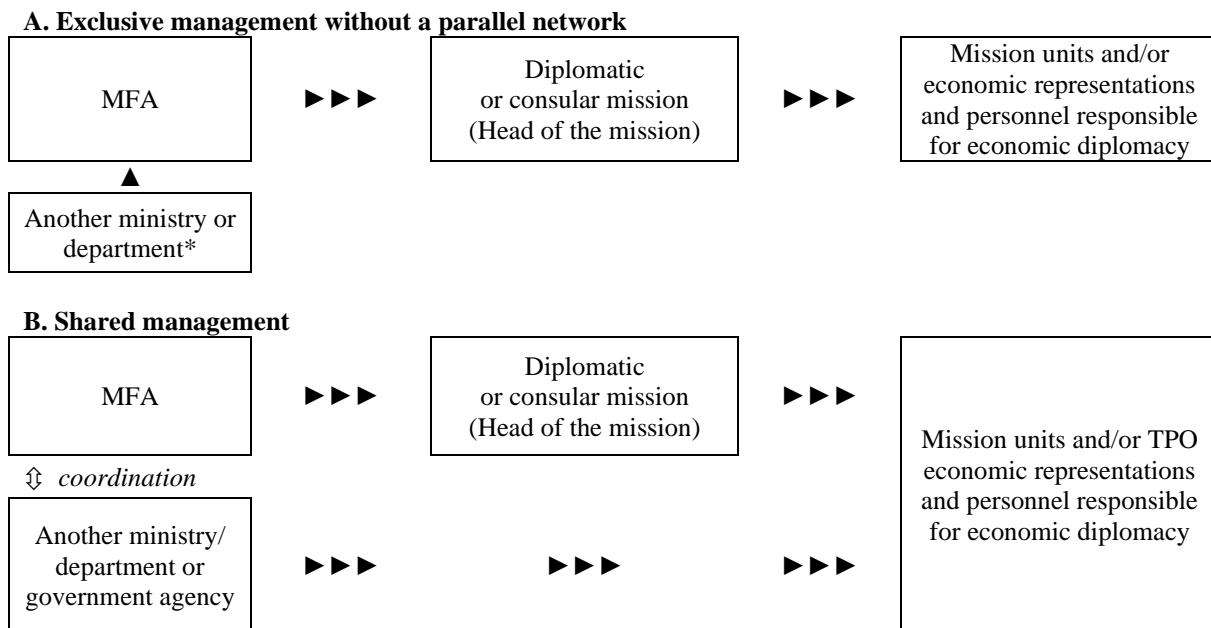 A. Exclusive management without a parallel network
MFA
►►►
Diplomatic
or consular mission
(Head of the mission)
►►►
Mission units and/or
economic representations
and personnel responsible
for economic diplomacy
▲
Another ministry or
department*
B. Shared management
MFA
►►►
Diplomatic
or consular mission
(Head of the mission)
►►►
Mission units and/or TPO
economic representations
and personnel responsible
for economic diplomacy
⇕ coordination
Another ministry/
department or
government agency
►►►
►►►
►►►